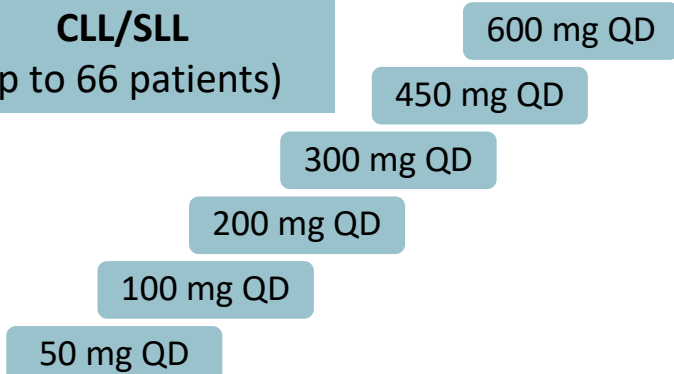 CLL/SLL
p to 66 patients)
600 mg QD
450 mg QD
300 mg QD
200 mg QD
100 mg QD
50 mg QD